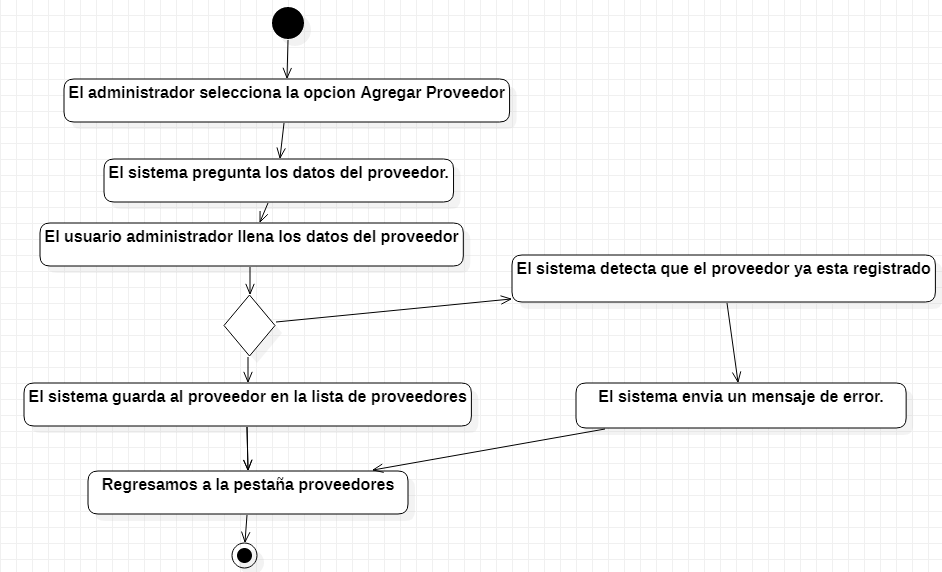 El administrador selecciona la opcion Agregar Proveedor
El sistema pregunta los datos del proveedor.
El usuario administrador llena los datos del proveedor
El sistema detecta que el proveedor ya esta registrado
El sistema guarda al proveedor en la lista de proveedores
El sistema envia un mensaje de error.
Regresamos a la pestaña proveedores